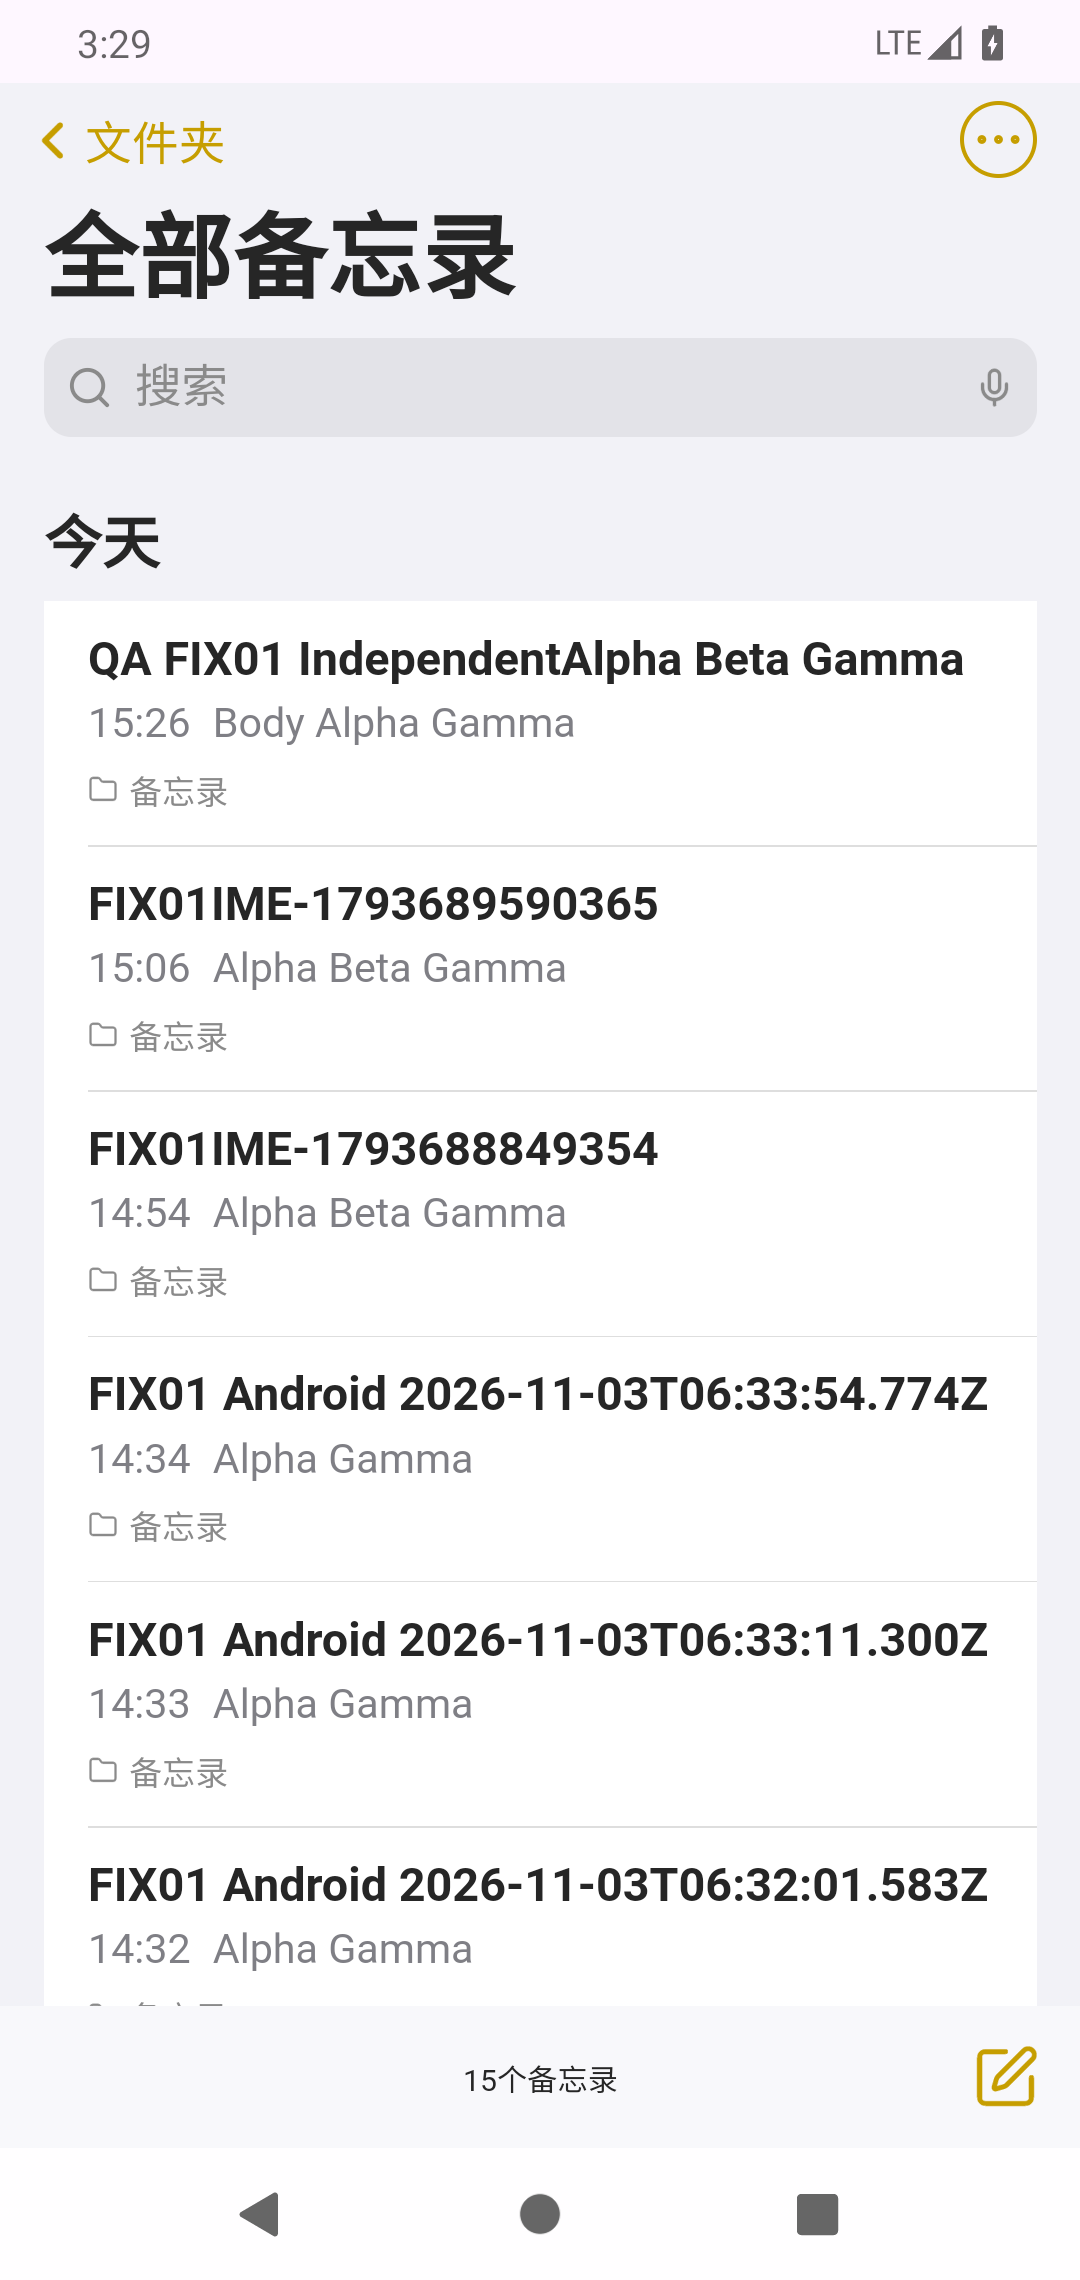 3:29
LTE
文件夹
全部备忘录
搜索
今天
QA FIX01 IndependentAlpha Beta Gamma
15:26 Body Alpha Gamma
备忘录
FIX01IME-1793689590365
15:06 Alpha Beta Gamma
备忘录
FIX01IME-1793688849354
14:54 Alpha Beta Gamma
备忘录
FIX01 Android 2026-11-03T06:33:54.774Z
14:34 Alpha Gamma
备忘录
FIX01 Android 2026-11-03T06:33:11.300Z
14:33 Alpha Gamma
备忘录
FIX01 Android 2026-11-03T06:32:01.583Z
14:32 Alpha Gamma
15个备忘录